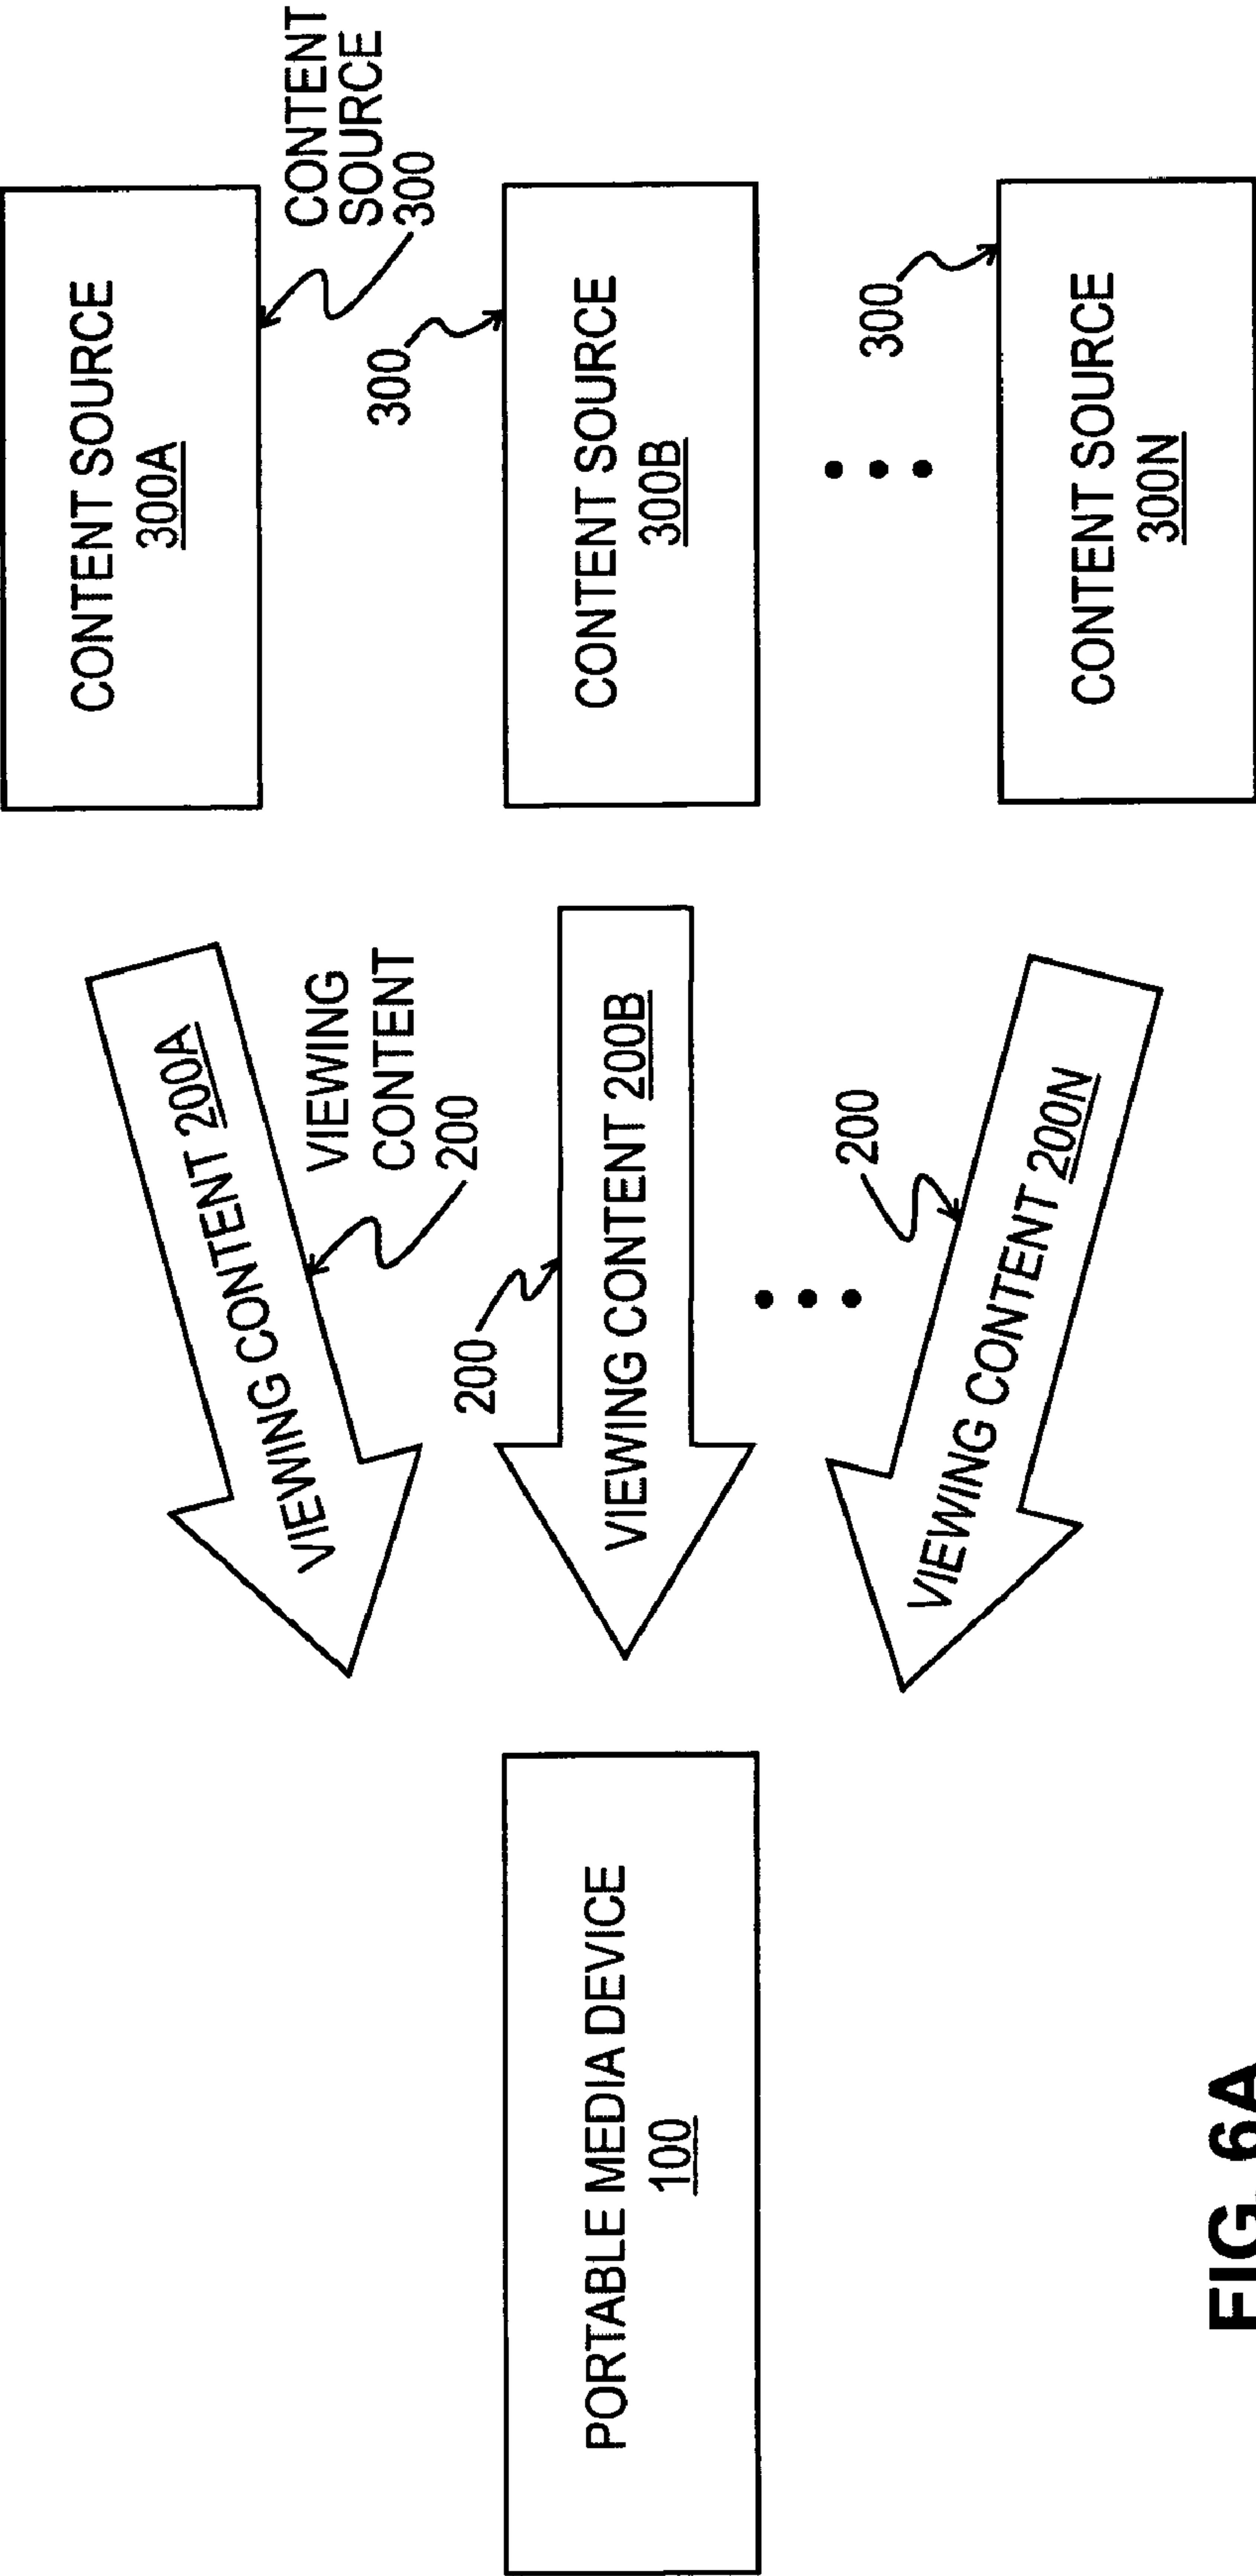 CONTENT SOURCE
300A
CONTENT
SOURCE
300
VIEWING CONTENT 200A
VIEWING
CONTENT
200
300
CONTENT SOURCE
300B
200
VIEWING CONTENT 200B
PORTABLE MEDIA DEVICE
100
300
CONTENT SOURCE
300N
200
VIEWING CONTENT 200N
FIG. 6A